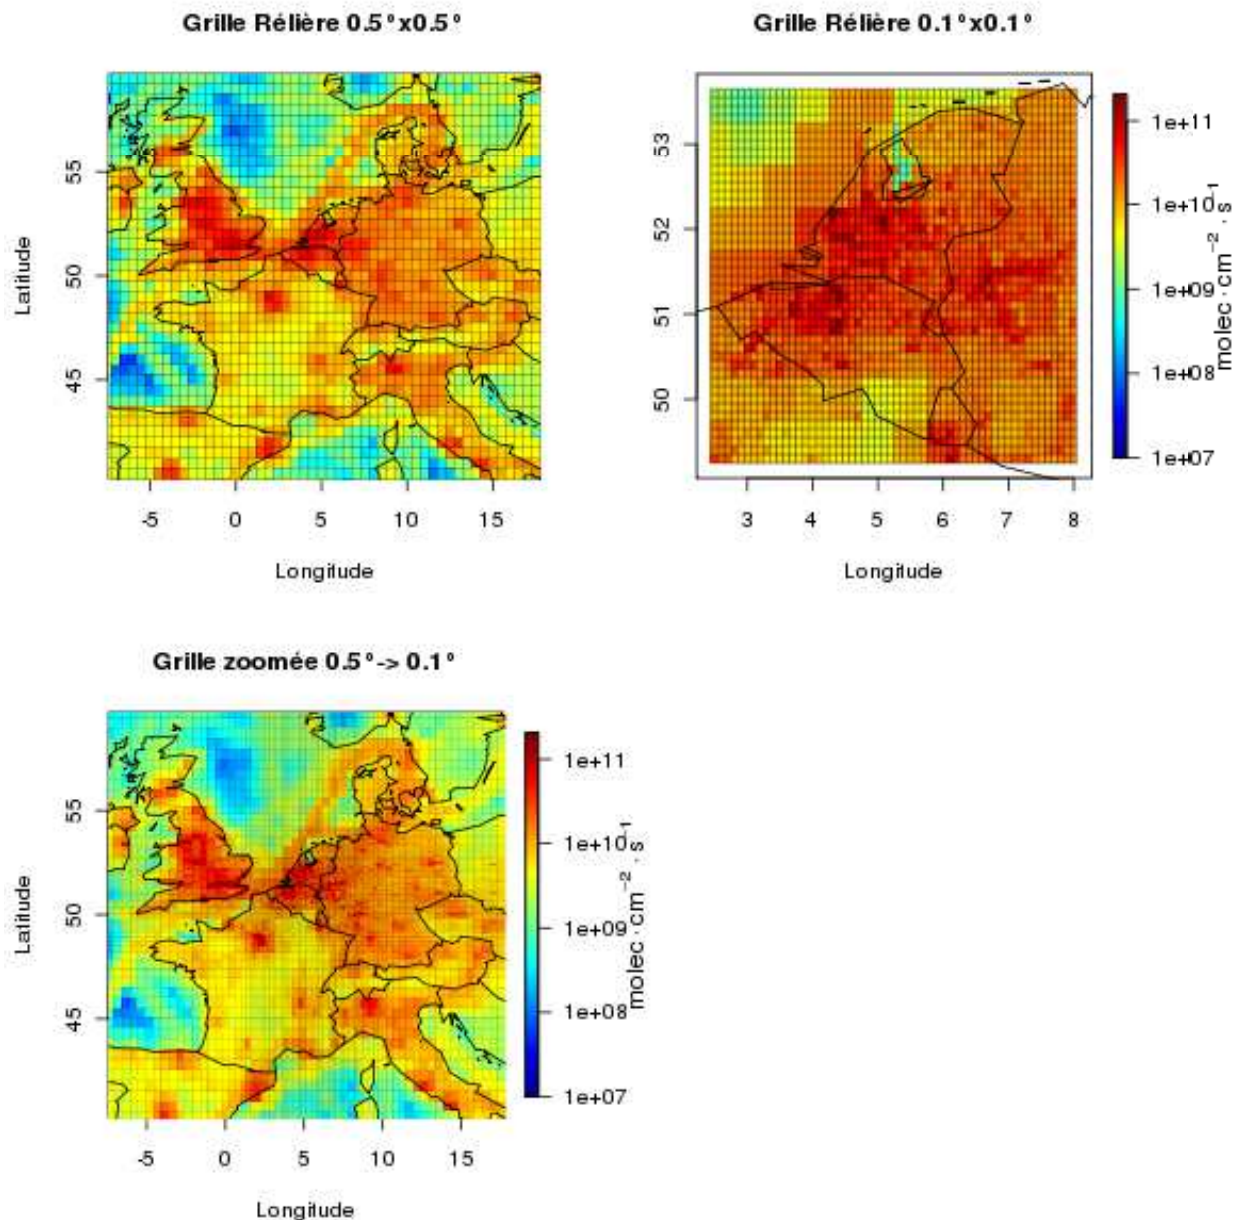 Grille Rélière 0.5°x0.5°
Grille Rélière 0.1°x0.1°
Latitude
55
50
45
-5 0 5 10 15
Longitude
53
52
51
50
3 4 5 6 7 8
Longitude
1e+11
1e+10
1e+09
1e+08
1e+07
molec·cm⁻²·s⁻¹
Grille zoomée 0.5°-> 0.1°
Latitude
55
50
45
-5 0 5 10 15
Longitude
1e+11
1e+10
1e+09
1e+08
1e+07
molec·cm⁻²·s⁻¹